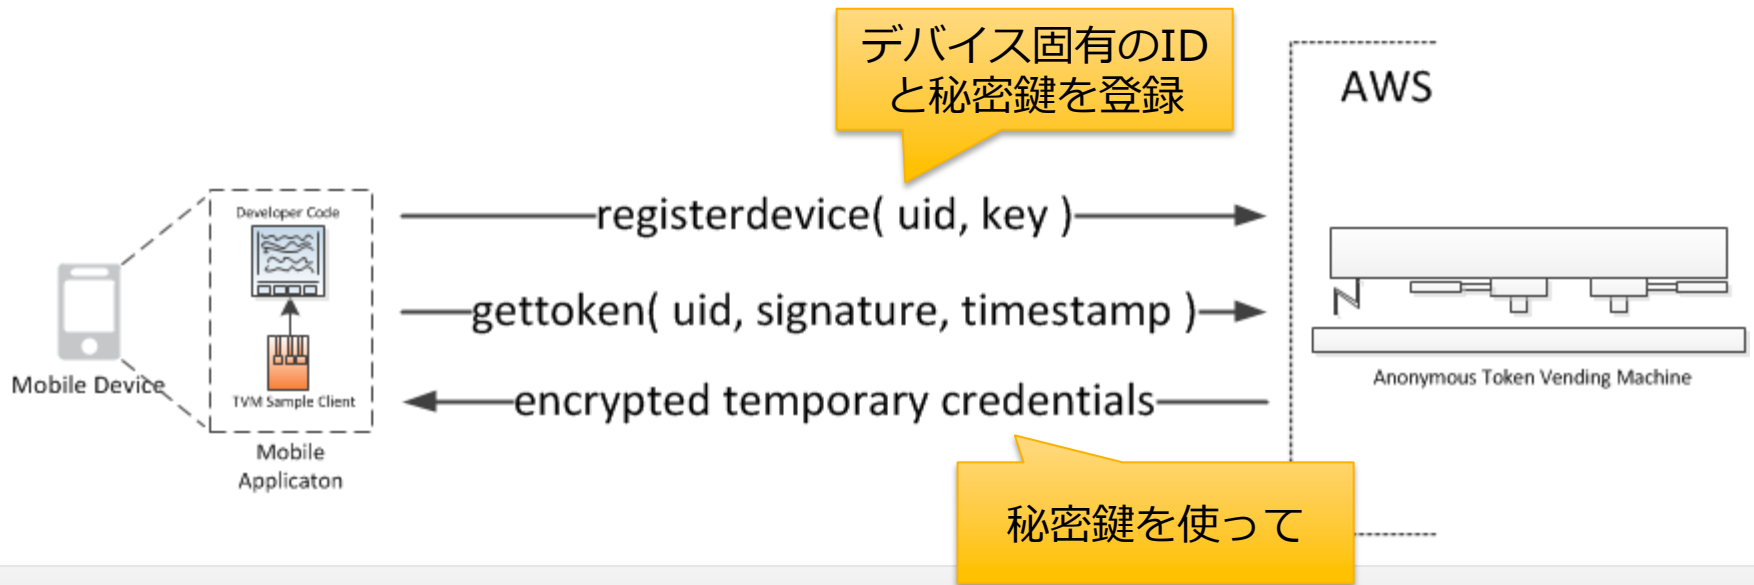 デバイス固有のID
と秘密鍵を登録
AWS
Developer Code
registerdevice( uid, key )
gettoken( uid, signature, timestamp )
Mobile Device
TVM Sample Client
encrypted temporary credentials
Anonymous Token Vending Machine
Mobile
Applicaton
秘密鍵を使って